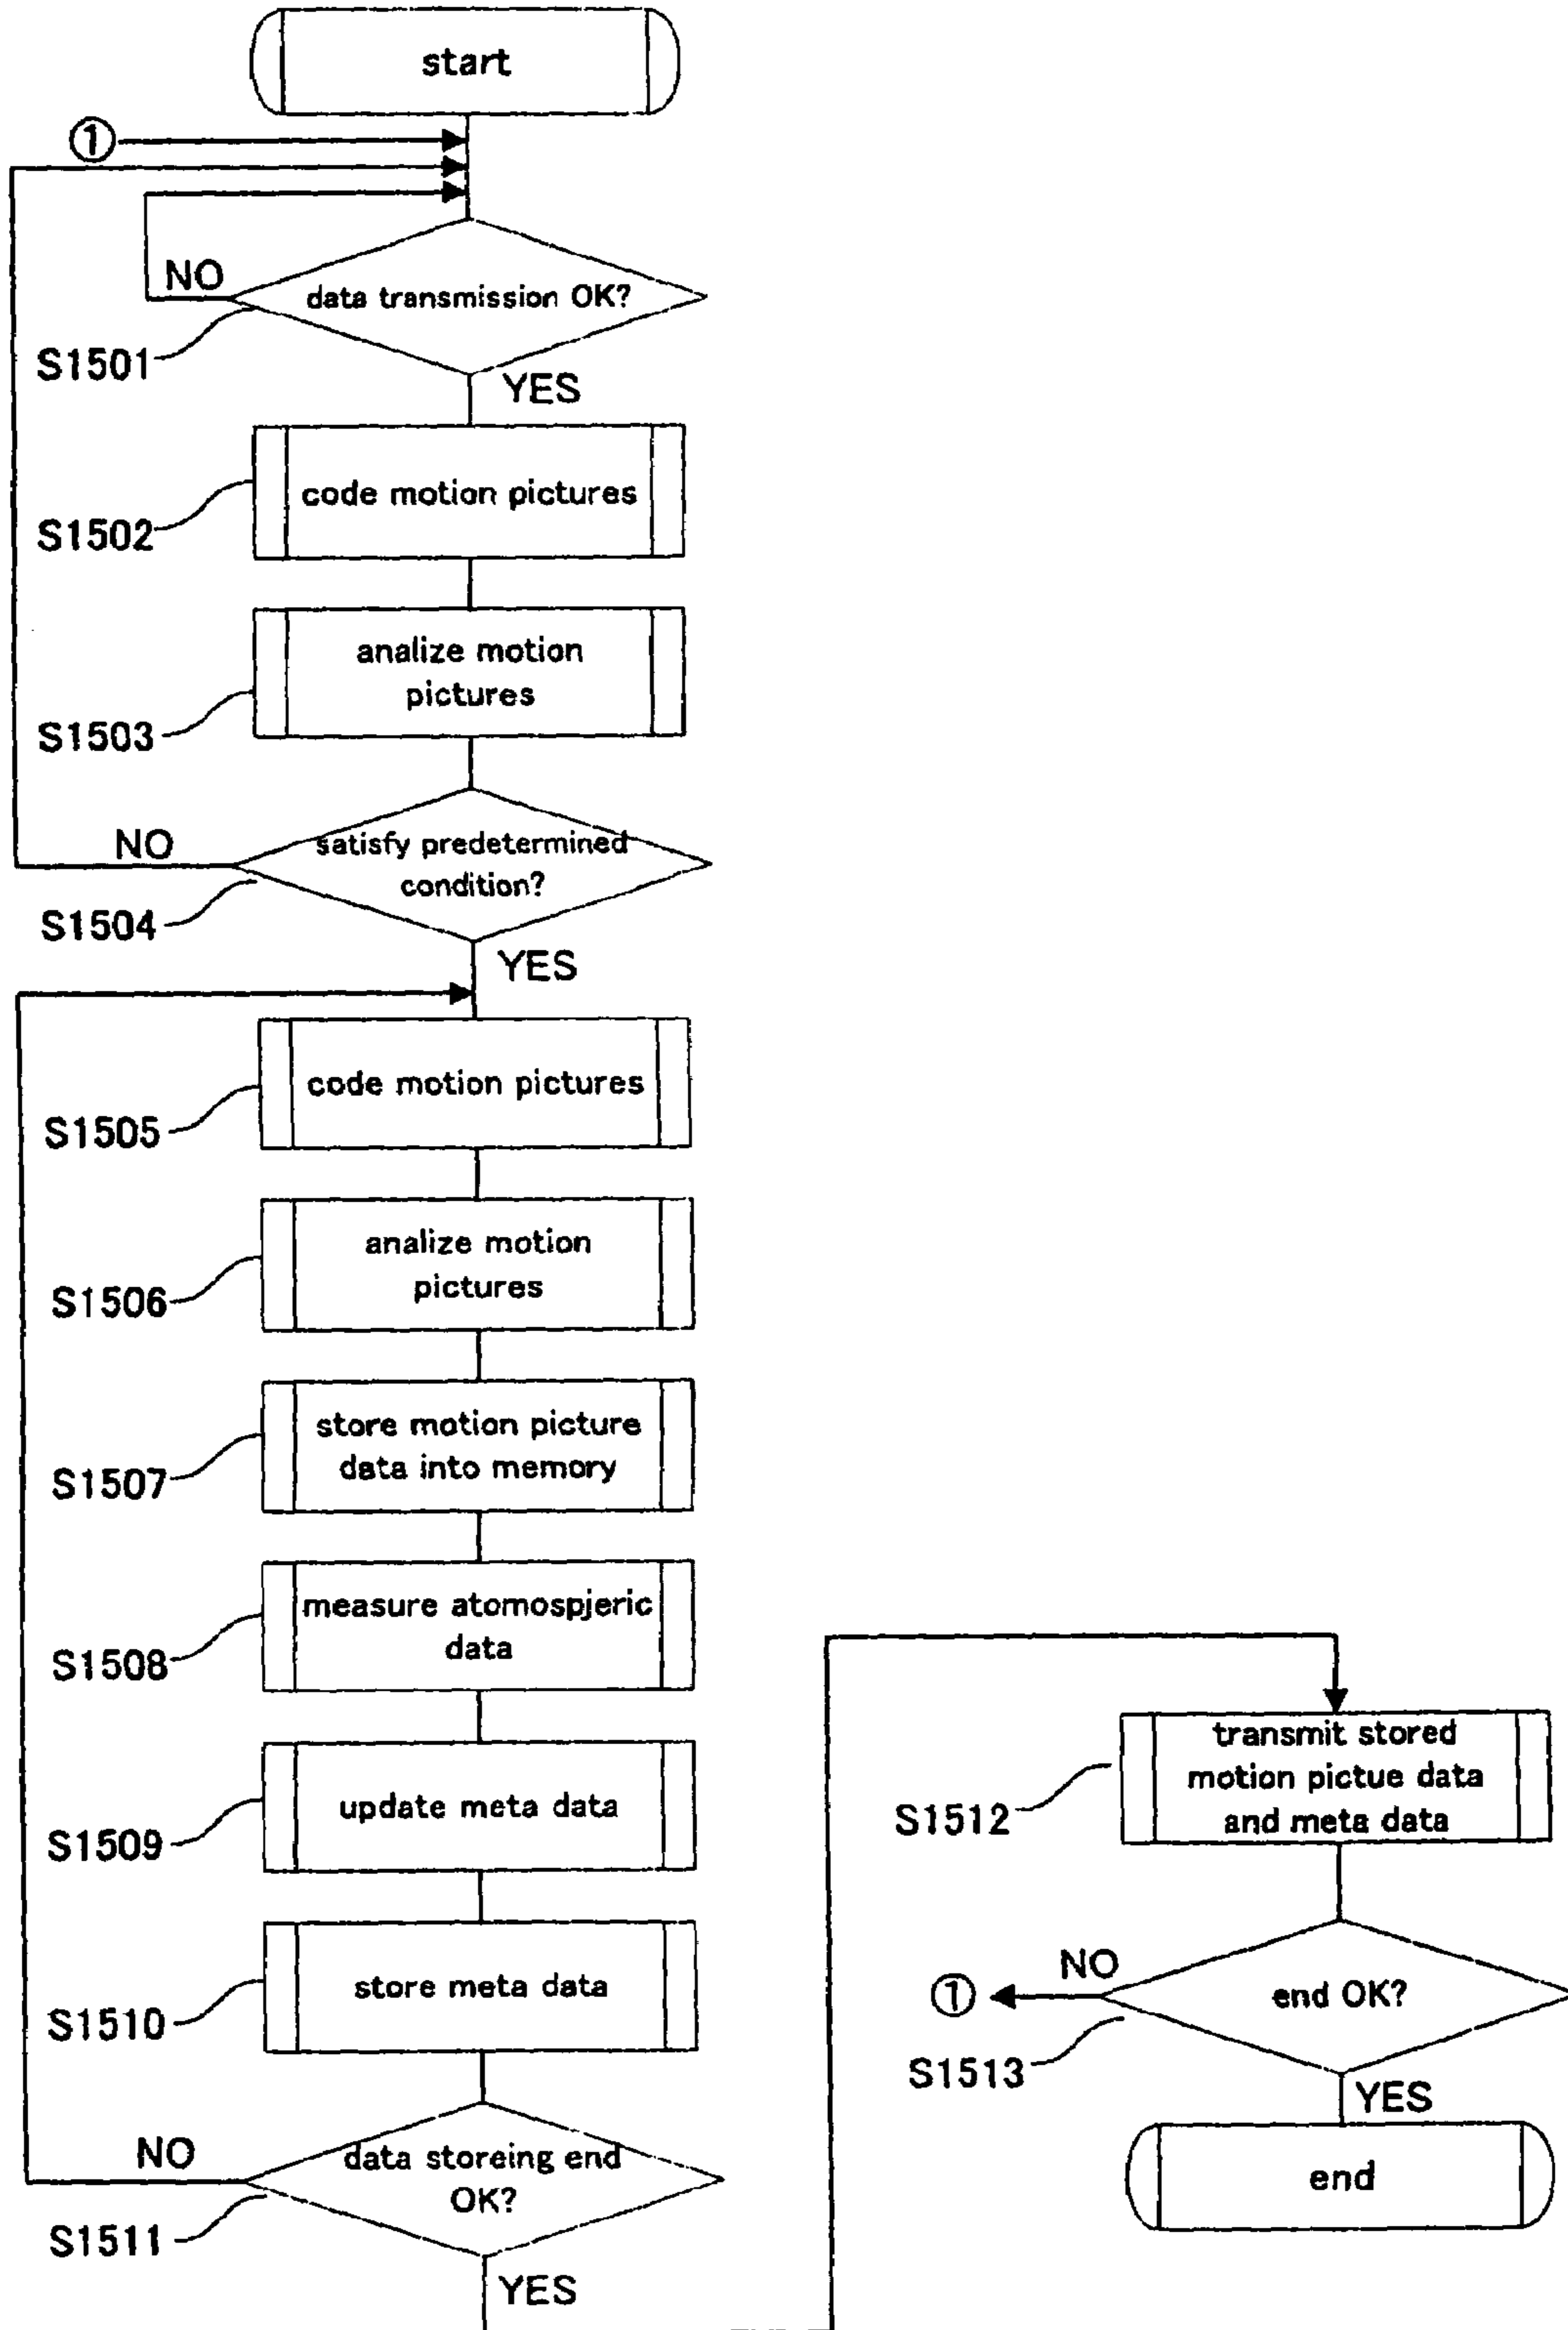 start
①
NO
data transmission OK?
S1501
YES
code motion pictures
S1502
analize motion
pictures
S1503
NO
satisfy predetermined
condition?
S1504
YES
code motion pictures
S1505
analize motion
pictures
S1506
store motion picture
data into memory
S1507
measure atomospjeric
data
S1508
update meta data
S1509
store meta data
S1510
NO
data storeing end
OK?
S1511
YES
transmit stored
motion pictue data
and meta data
S1512
NO
①
end OK?
S1513
YES
end